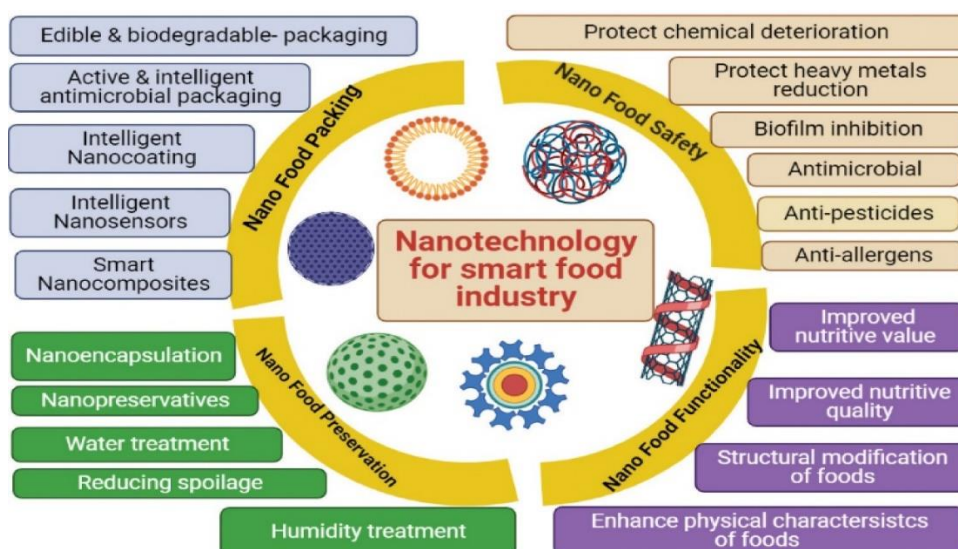 Edible & biodegradable- packaging
Active & intelligent
antimicrobial packaging
Intelligent
Nanocoating
Intelligent
Nanosensors
Smart
Nanocomposites
Nano Food Packing
Nano Food Safety
Protect chemical deterioration
Protect heavy metals
reduction
Biofilm inhibition
Antimicrobial
Anti-pesticides
Anti-allergens
Nanotechnology
for smart food
industry
Nanoencapsulation
Nanopreservatives
Water treatment
Reducing spoilage
Humidity treatment
Nano Food Preservation
Nano Food Functionality
Improved
nutritive value
Improved nutritive
quality
Structural modification
of foods
Enhance physical charactersistcs
of foods